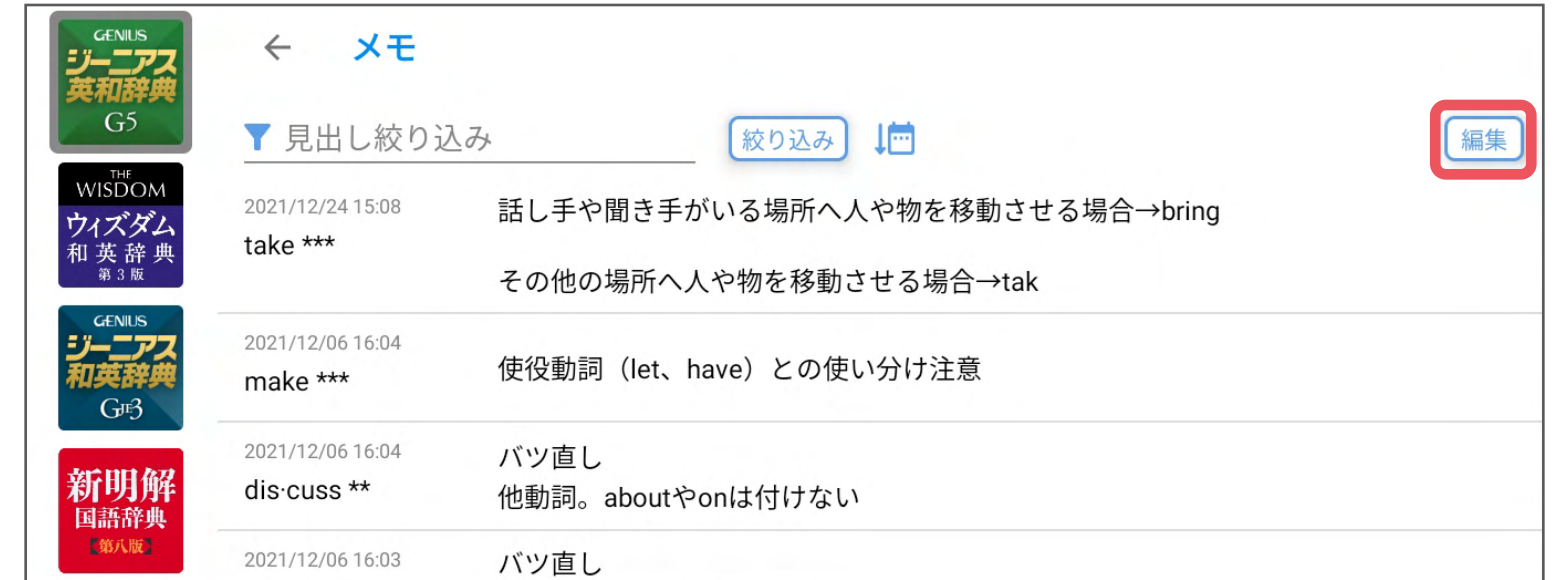 GENIUS
ジーニアス
英和辞典
G5
THE
WISDOM
ウィズダム
和英辞典
第3版
GENIUS
ジーニアス
和英辞典
GJE3
新明解
国語辞典
第八版
← メモ
見出し絞り込み 絞り込み 編集
2021/12/24 15:08
take ***
話し手や聞き手がいる場所へ人や物を移動させる場合→bring
その他の場所へ人や物を移動させる場合→tak
2021/12/06 16:04
make ***
使役動詞（let、have）との使い分け注意
2021/12/06 16:04
dis·cuss **
バツ直し
他動詞。aboutやonは付けない
2021/12/06 16:03
バツ直し